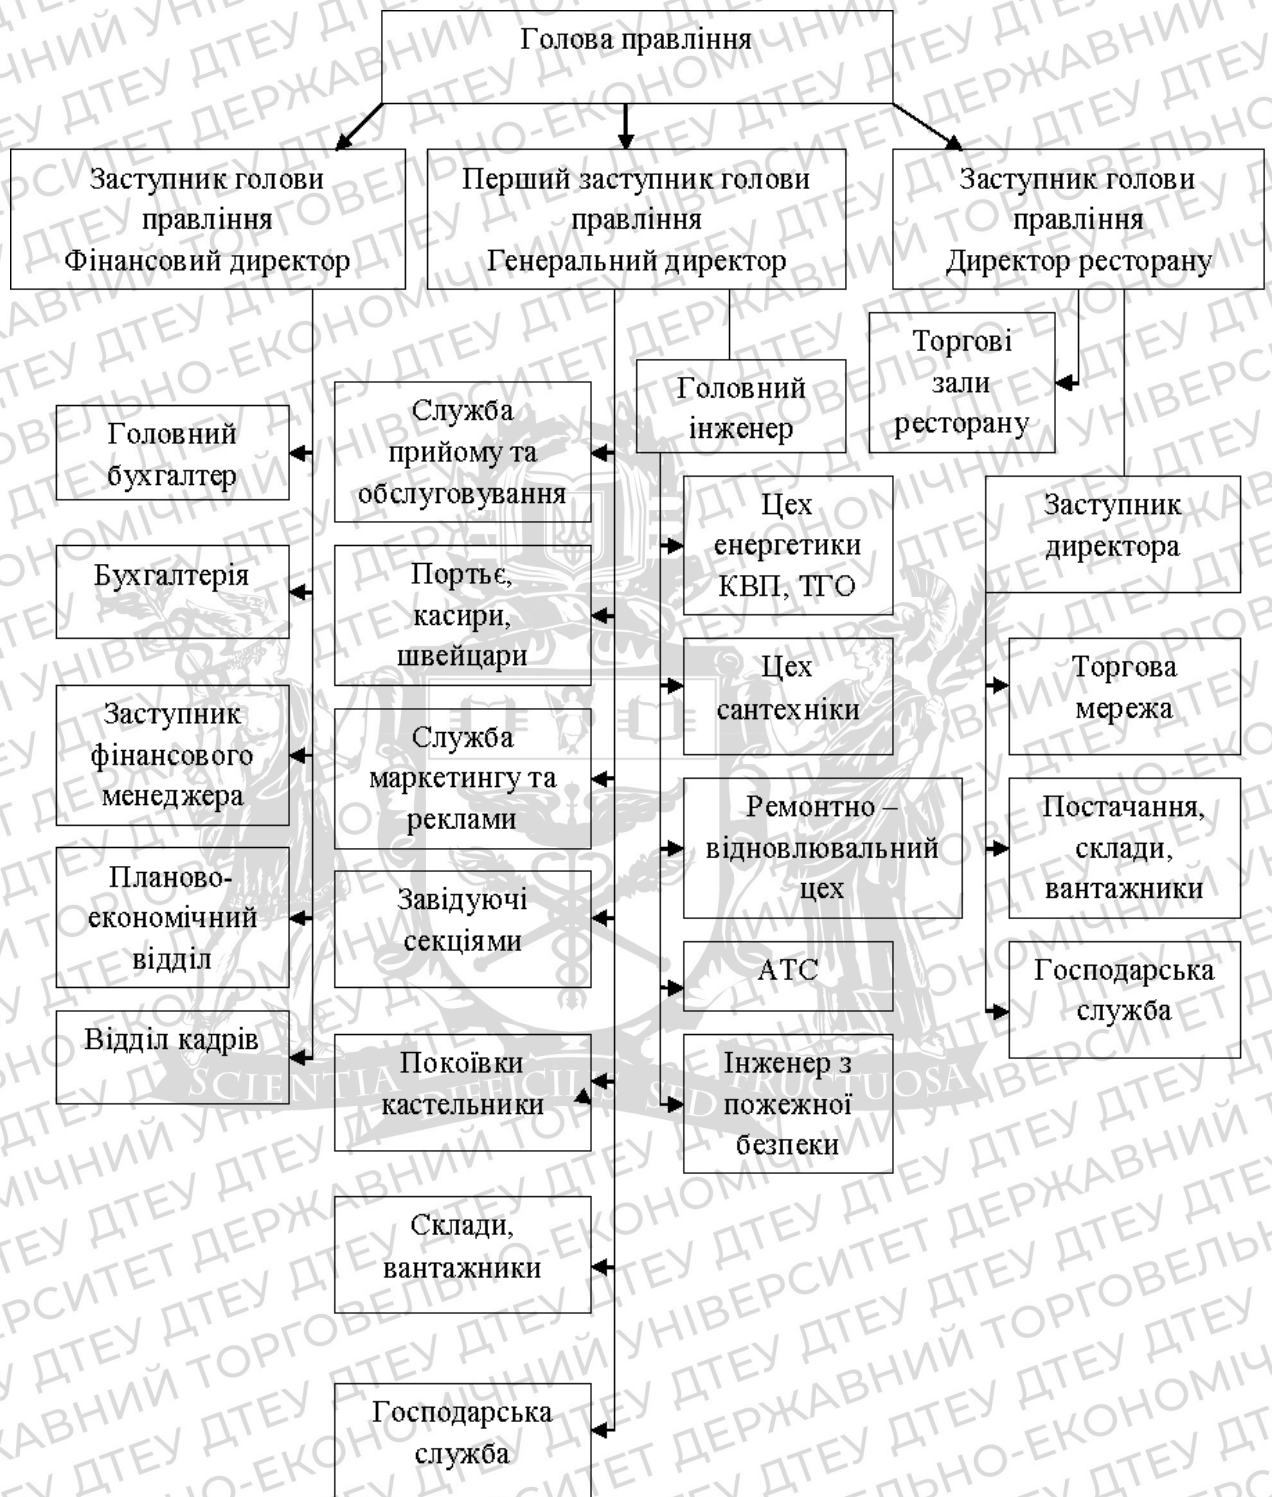 Голова правління
Заступник голови
правління
Фінансовий директор
Перший заступник голови
правління
Генеральний директор
Заступник голови
правління
Директор ресторану
Головний
бухгалтер
Бухгалтерія
Заступник
фінансового
менеджера
Планово-
економічний
відділ
Відділ кадрів
Служба
прийому та
обслуговування
Портьє,
касири,
швейцари
Служба
маркетингу та
реклами
Завідуючі
секціями
Покоївки
кастельники
Склади,
вантажники
Господарська
служба
Головний
інженер
Цех
енергетики
КВП, ТГО
Цех
сантехніки
Ремонтно –
відновлювальний
цех
АТС
Інженер з
пожежної
безпеки
Торгові
зали
ресторану
Заступник
директора
Торгова
мережа
Постачання,
склади,
вантажники
Господарська
служба